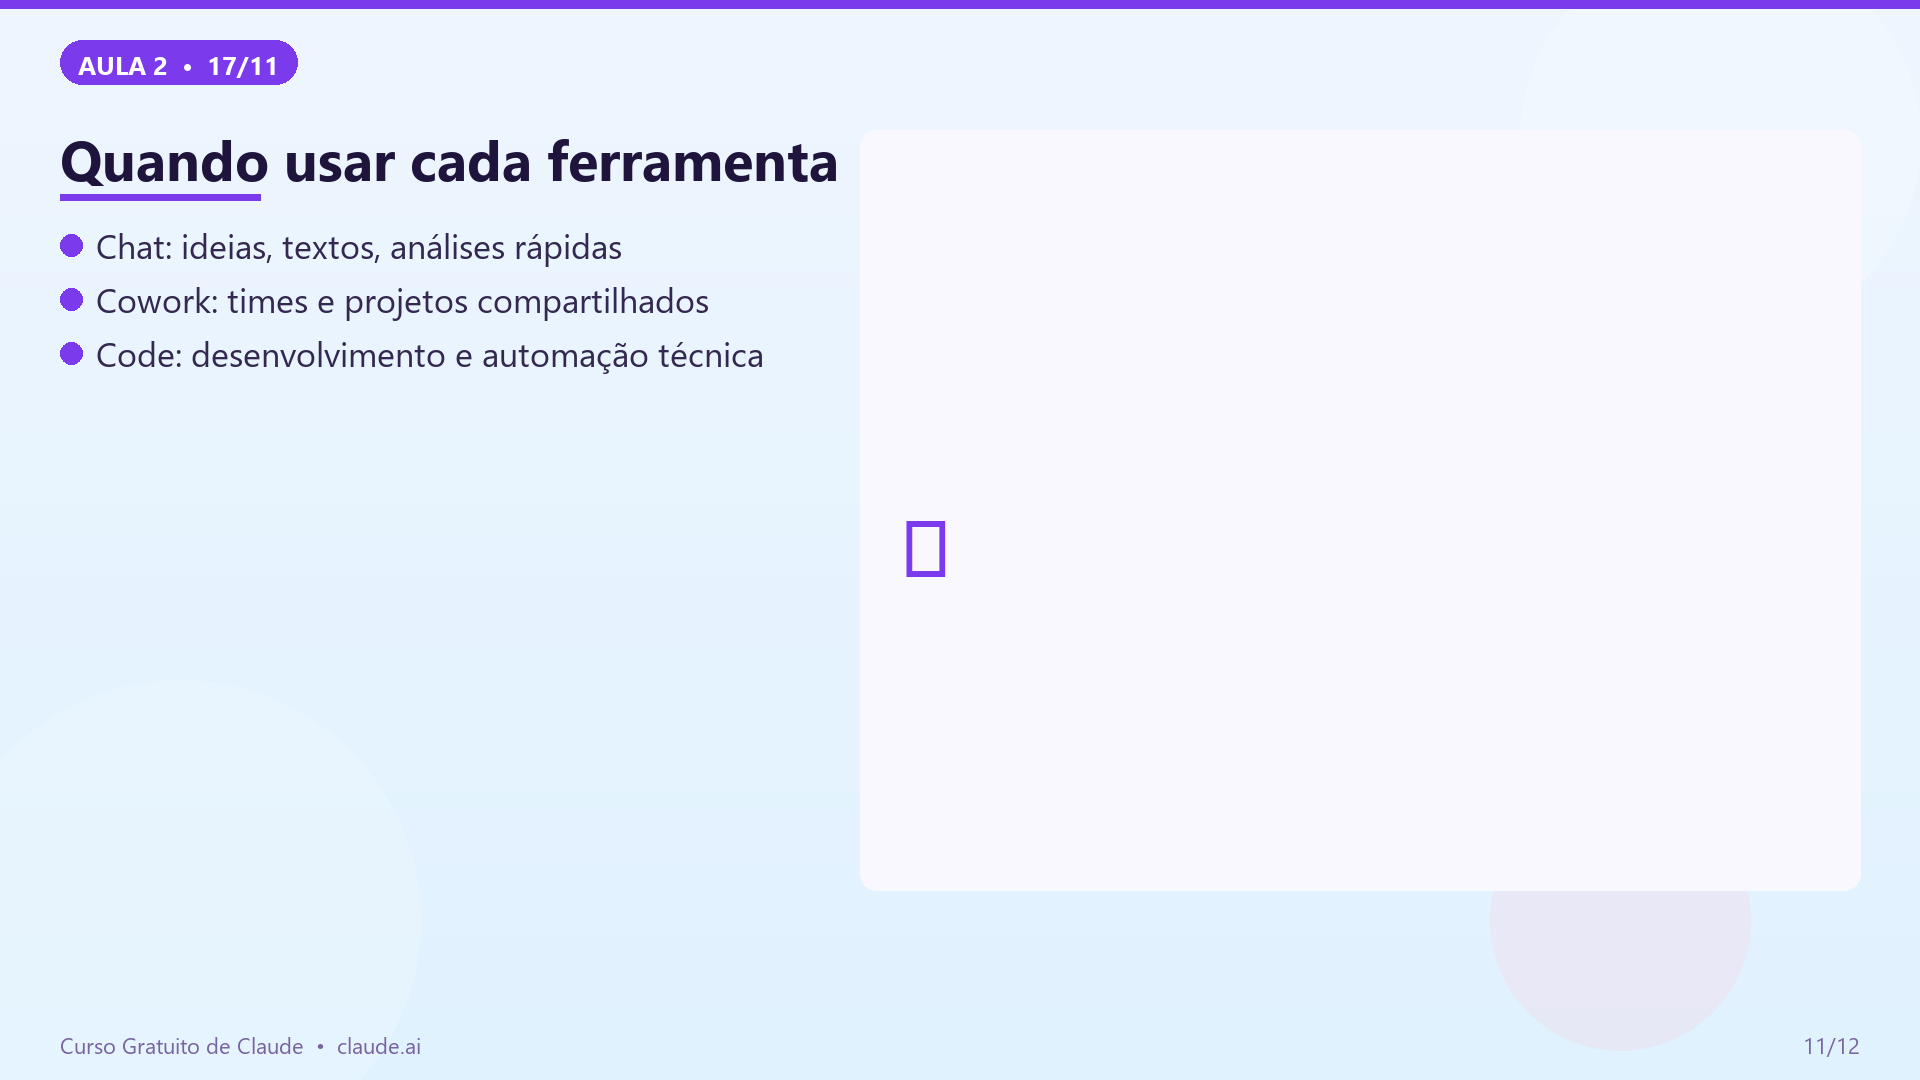 AULA 2 • 17/11
Quando usar cada ferramenta
Chat: ideias, textos, análises rápidas
Cowork: times e projetos compartilhados
Code: desenvolvimento e automação técnica
Curso Gratuito de Claude • claude.ai
11/12